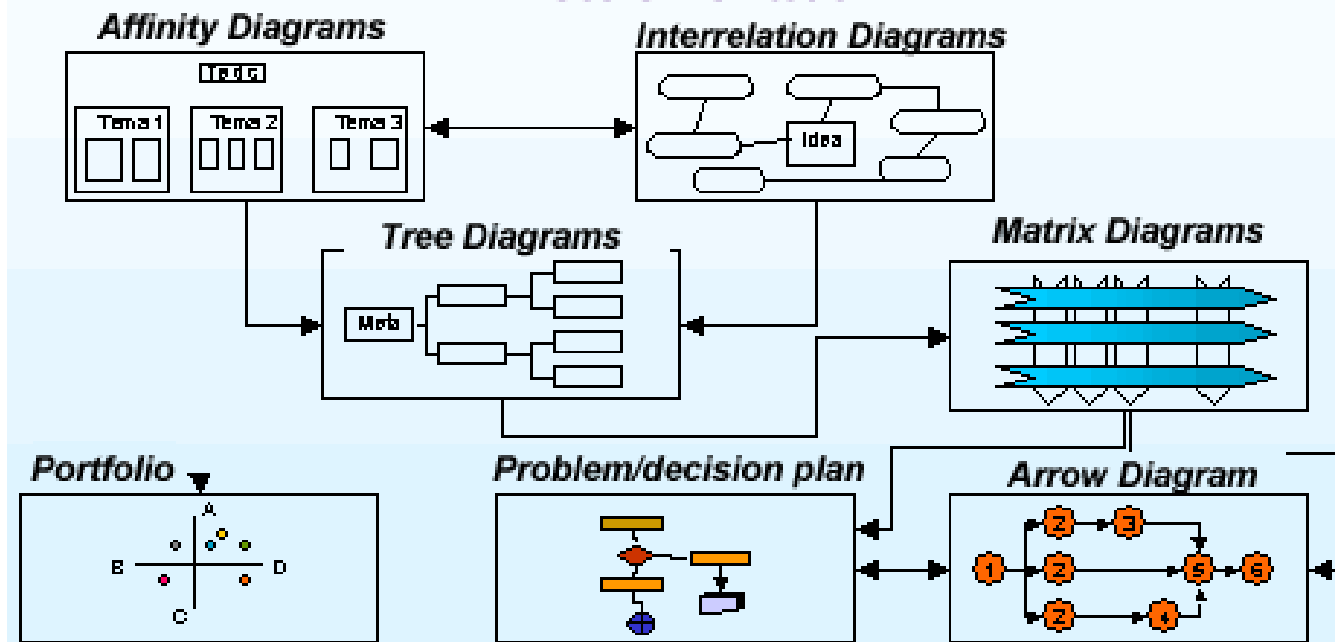 Affinity Diagrams
Interrelation Diagrams
Tema 1
Tema 2
Tema 3
Idea
Tree Diagrams
Matrix Diagrams
Meta
Portfolio
Problem/decision plan
Arrow Diagram
A
B
D
C
1
2
3
2
5
6
2
4